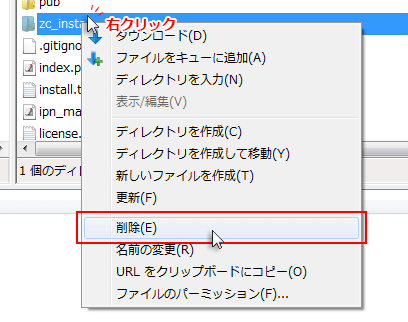 pub
zc_insta
右クリック
ダウンロード(D)
.gitigno
ファイルをキューに追加(A)
index.p
ディレクトリを入力(N)
install.t
表示/編集(V)
ipn_ma
ディレクトリを作成(C)
license.
ディレクトリを作成して移動(Y)
1 個のディ
新しいファイルを作成(T)
更新(F)
削除(E)
名前の変更(R)
URL をクリップボードにコピー(O)
ファイルのパーミッション(F)...